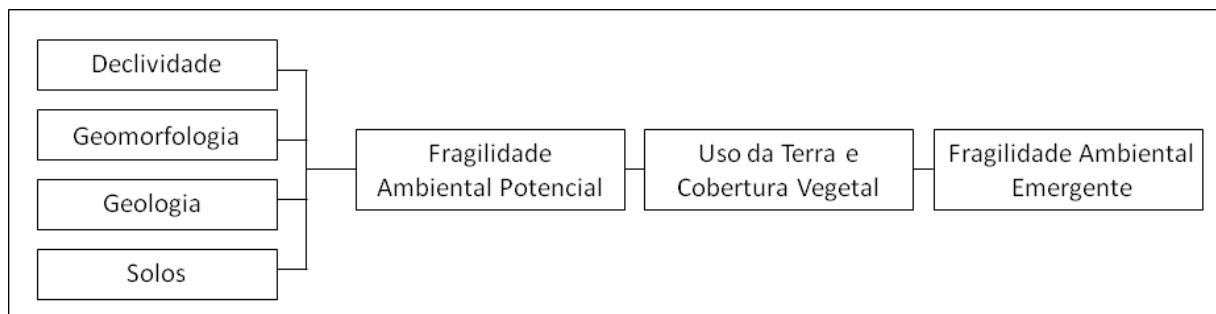 Declividade
Geomorfologia
Geologia
Solos
Fragilidade
Ambiental Potencial
Uso da Terra e
Cobertura Vegetal
Fragilidade Ambiental
Emergente